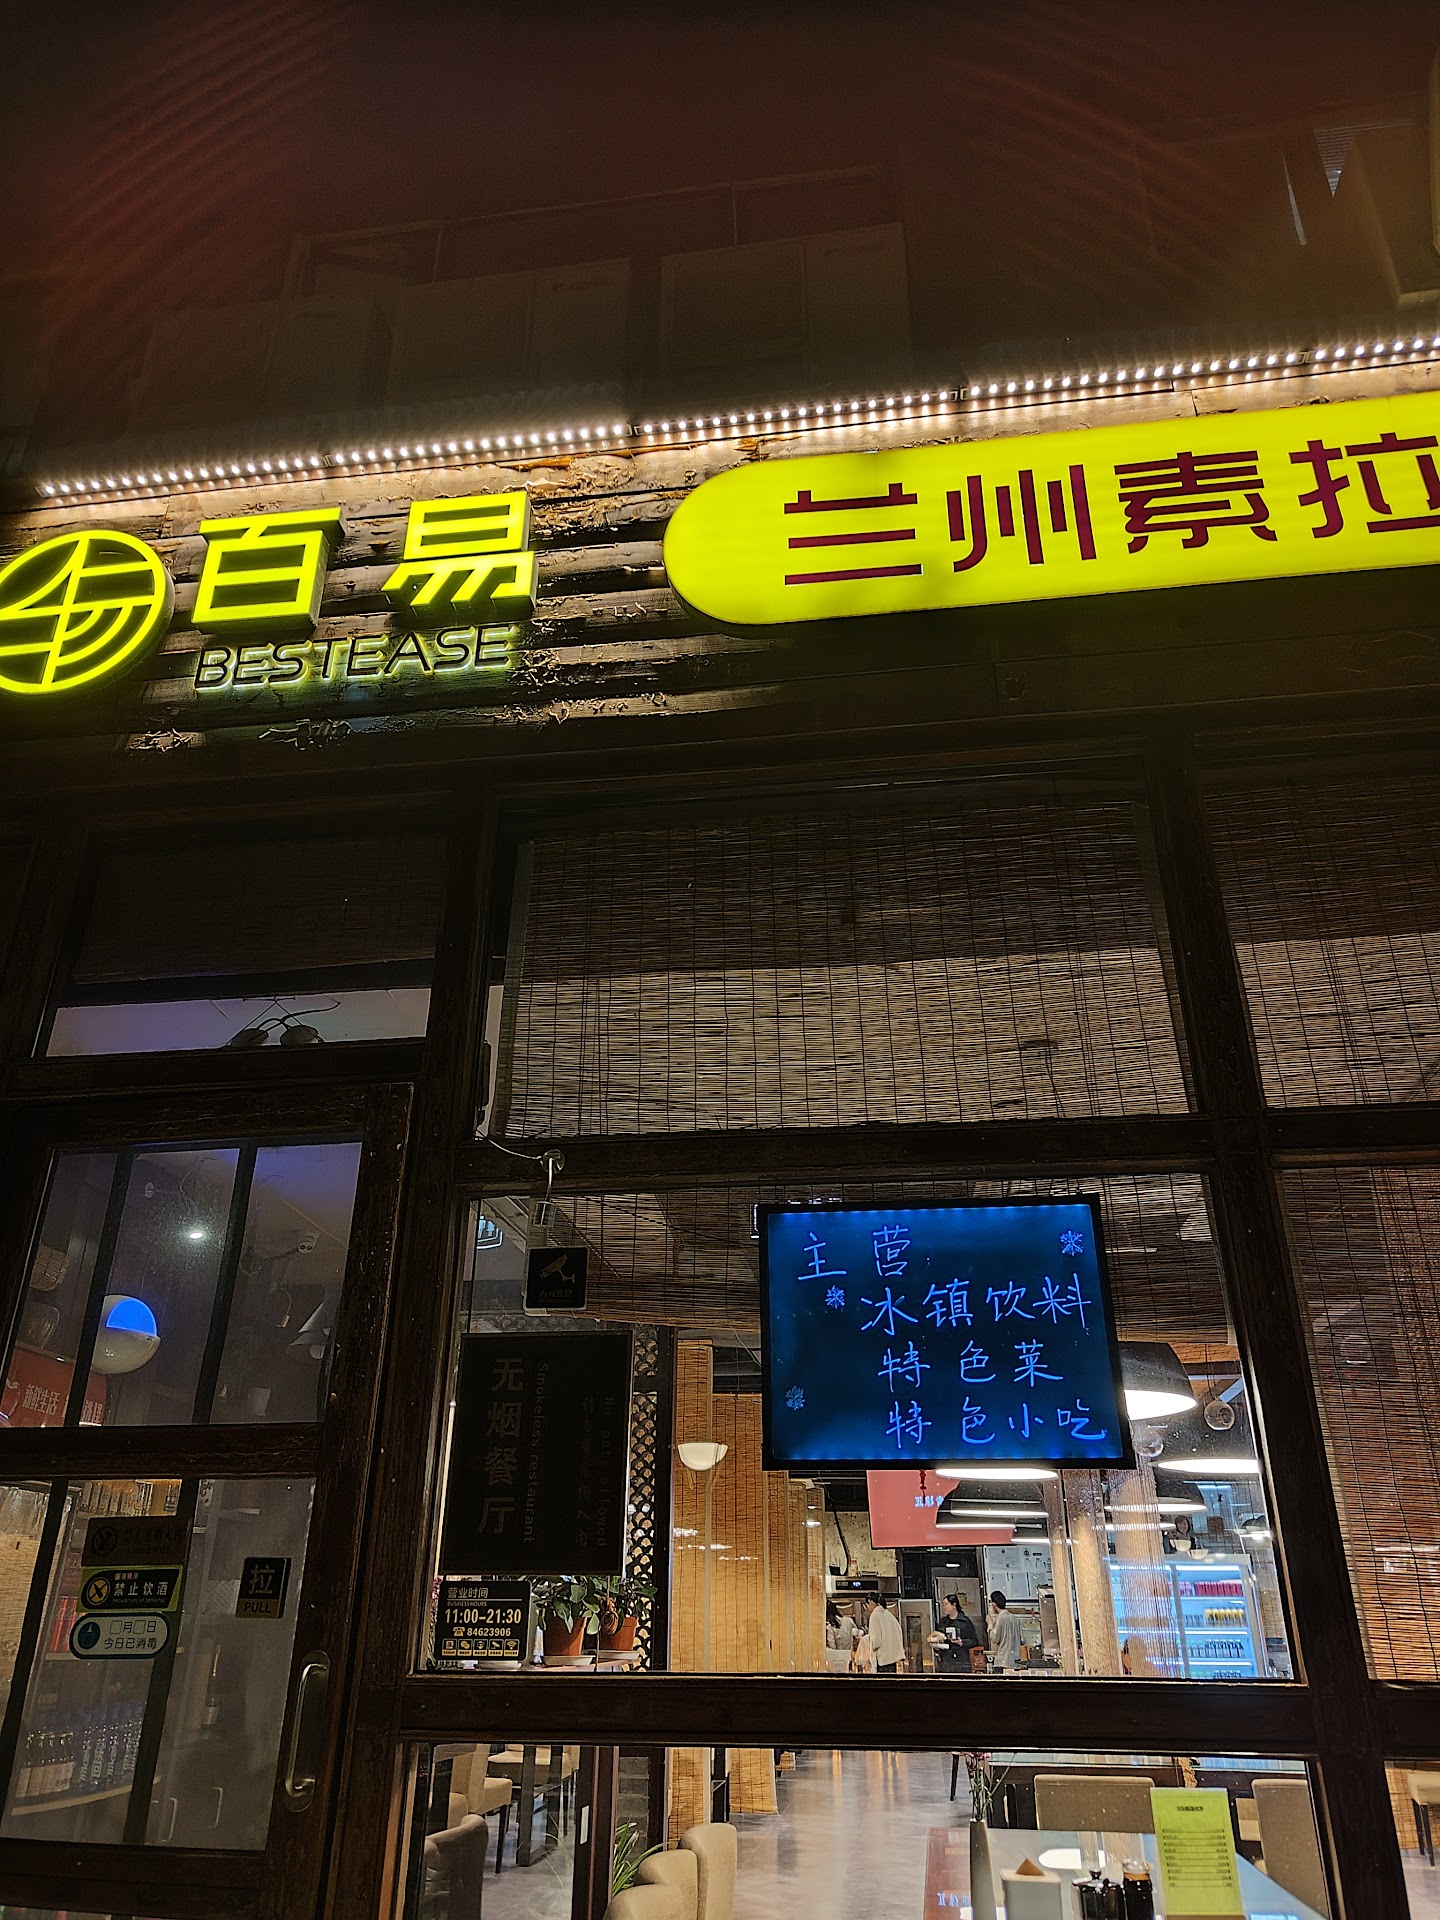 百易
BESTEASE
兰州素拉
主营:
冰镇饮料
特色菜
特色小吃
无烟餐厅
Smokeless restaurant
营业时间
BUSINESS HOURS
11:00-21:30
84623906
禁止饮酒
月 日
今日已消毒
拉
PULL